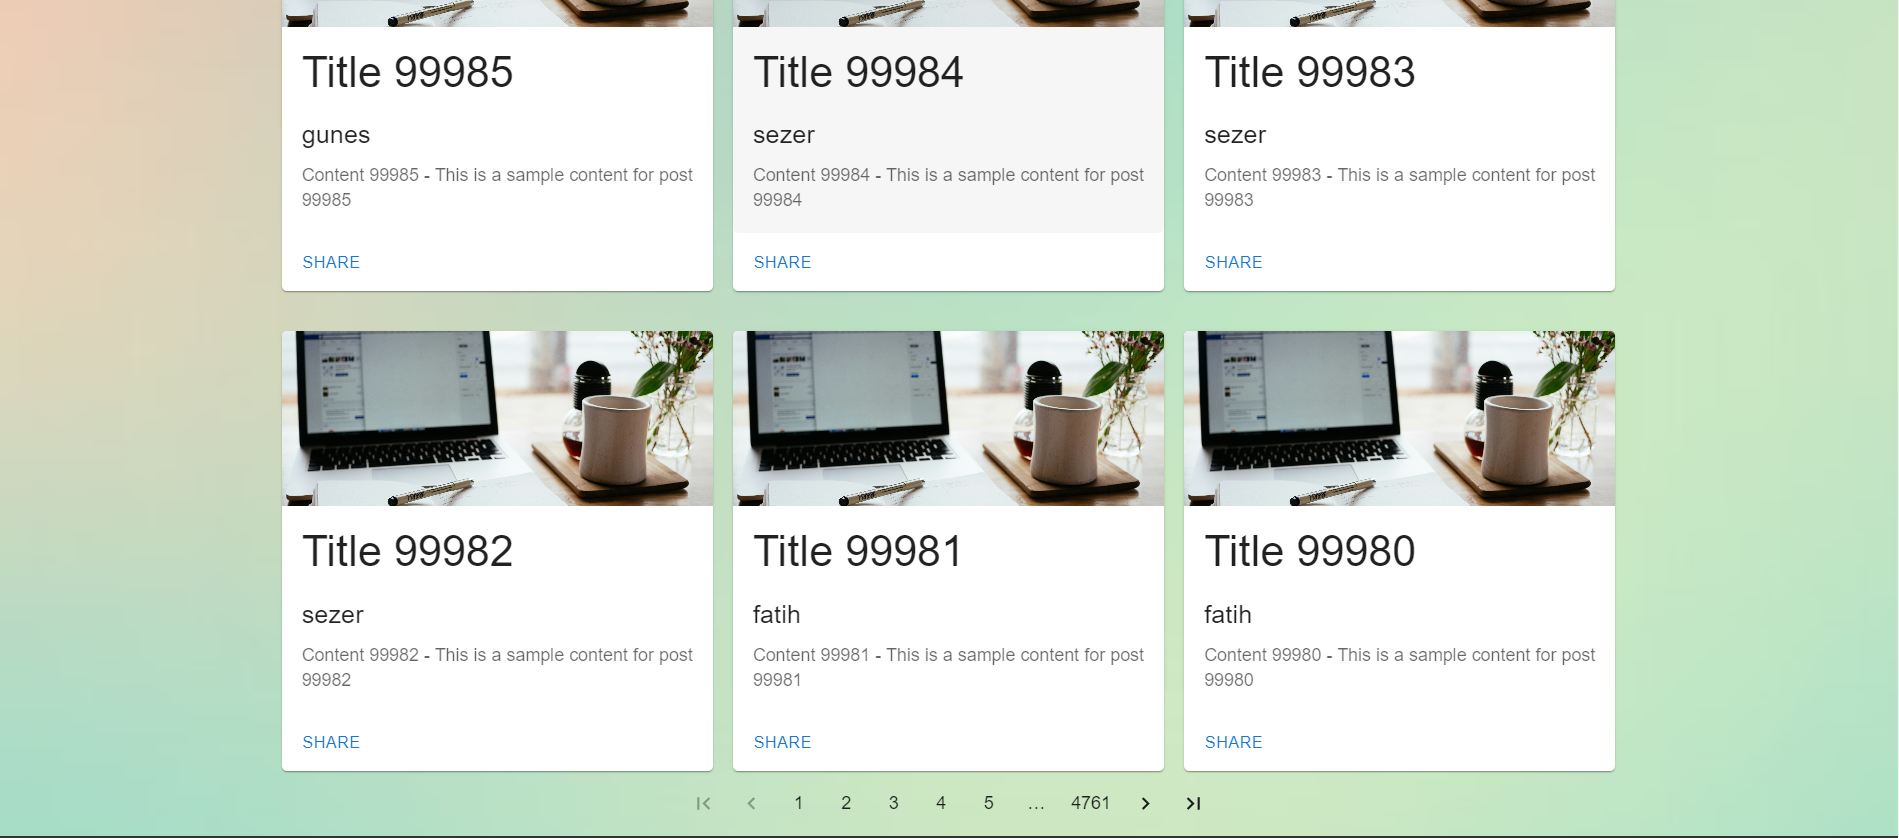 Title 99985
gunes
Content 99985 - This is a sample content for post
99985
SHARE
Title 99984
sezer
Content 99984 - This is a sample content for post
99984
SHARE
Title 99983
sezer
Content 99983 - This is a sample content for post
99983
SHARE
Title 99982
sezer
Content 99982 - This is a sample content for post
99982
SHARE
Title 99981
fatih
Content 99981 - This is a sample content for post
99981
SHARE
Title 99980
fatih
Content 99980 - This is a sample content for post
99980
SHARE
1 2 3 4 5 … 4761